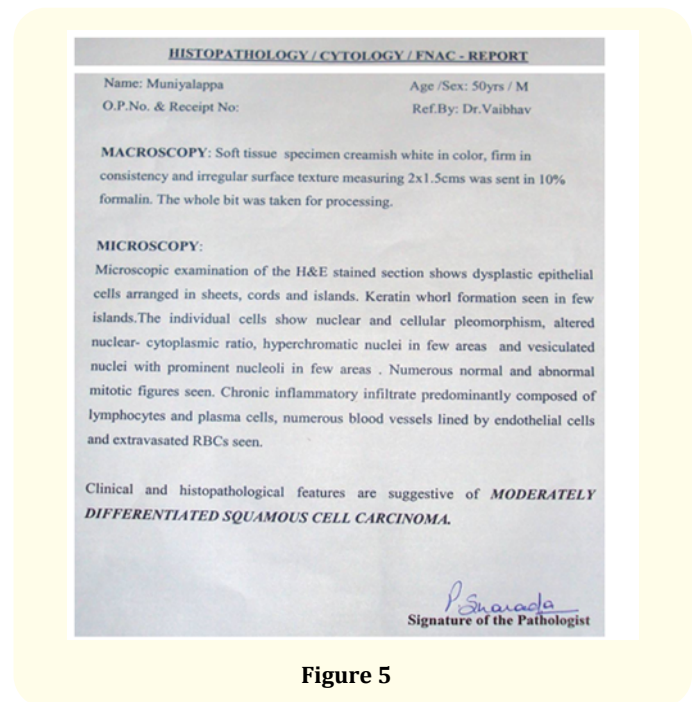 HISTOPATHOLOGY / CYTOLOGY / FNAC - REPORT
Name: Muniyalappa Age /Sex: 50yrs / M
O.P.No. & Receipt No: Ref.By: Dr.Vaibhav
MACROSCOPY: Soft tissue specimen creamish white in color, firm in
consistency and irregular surface texture measuring 2x1.5cms was sent in 10%
formalin. The whole bit was taken for processing.
MICROSCOPY:
Microscopic examination of the H&E stained section shows dysplastic epithelial
cells arranged in sheets, cords and islands. Keratin whorl formation seen in few
islands.The individual cells show nuclear and cellular pleomorphism, altered
nuclear- cytoplasmic ratio, hyperchromatic nuclei in few areas and vesiculated
nuclei with prominent nucleoli in few areas . Numerous normal and abnormal
mitotic figures seen. Chronic inflammatory infiltrate predominantly composed of
lymphocytes and plasma cells, numerous blood vessels lined by endothelial cells
and extravasated RBCs seen.
Clinical and histopathological features are suggestive of MODERATELY
DIFFERENTIATED SQUAMOUS CELL CARCINOMA.
P. Sharada
Signature of the Pathologist
Figure 5